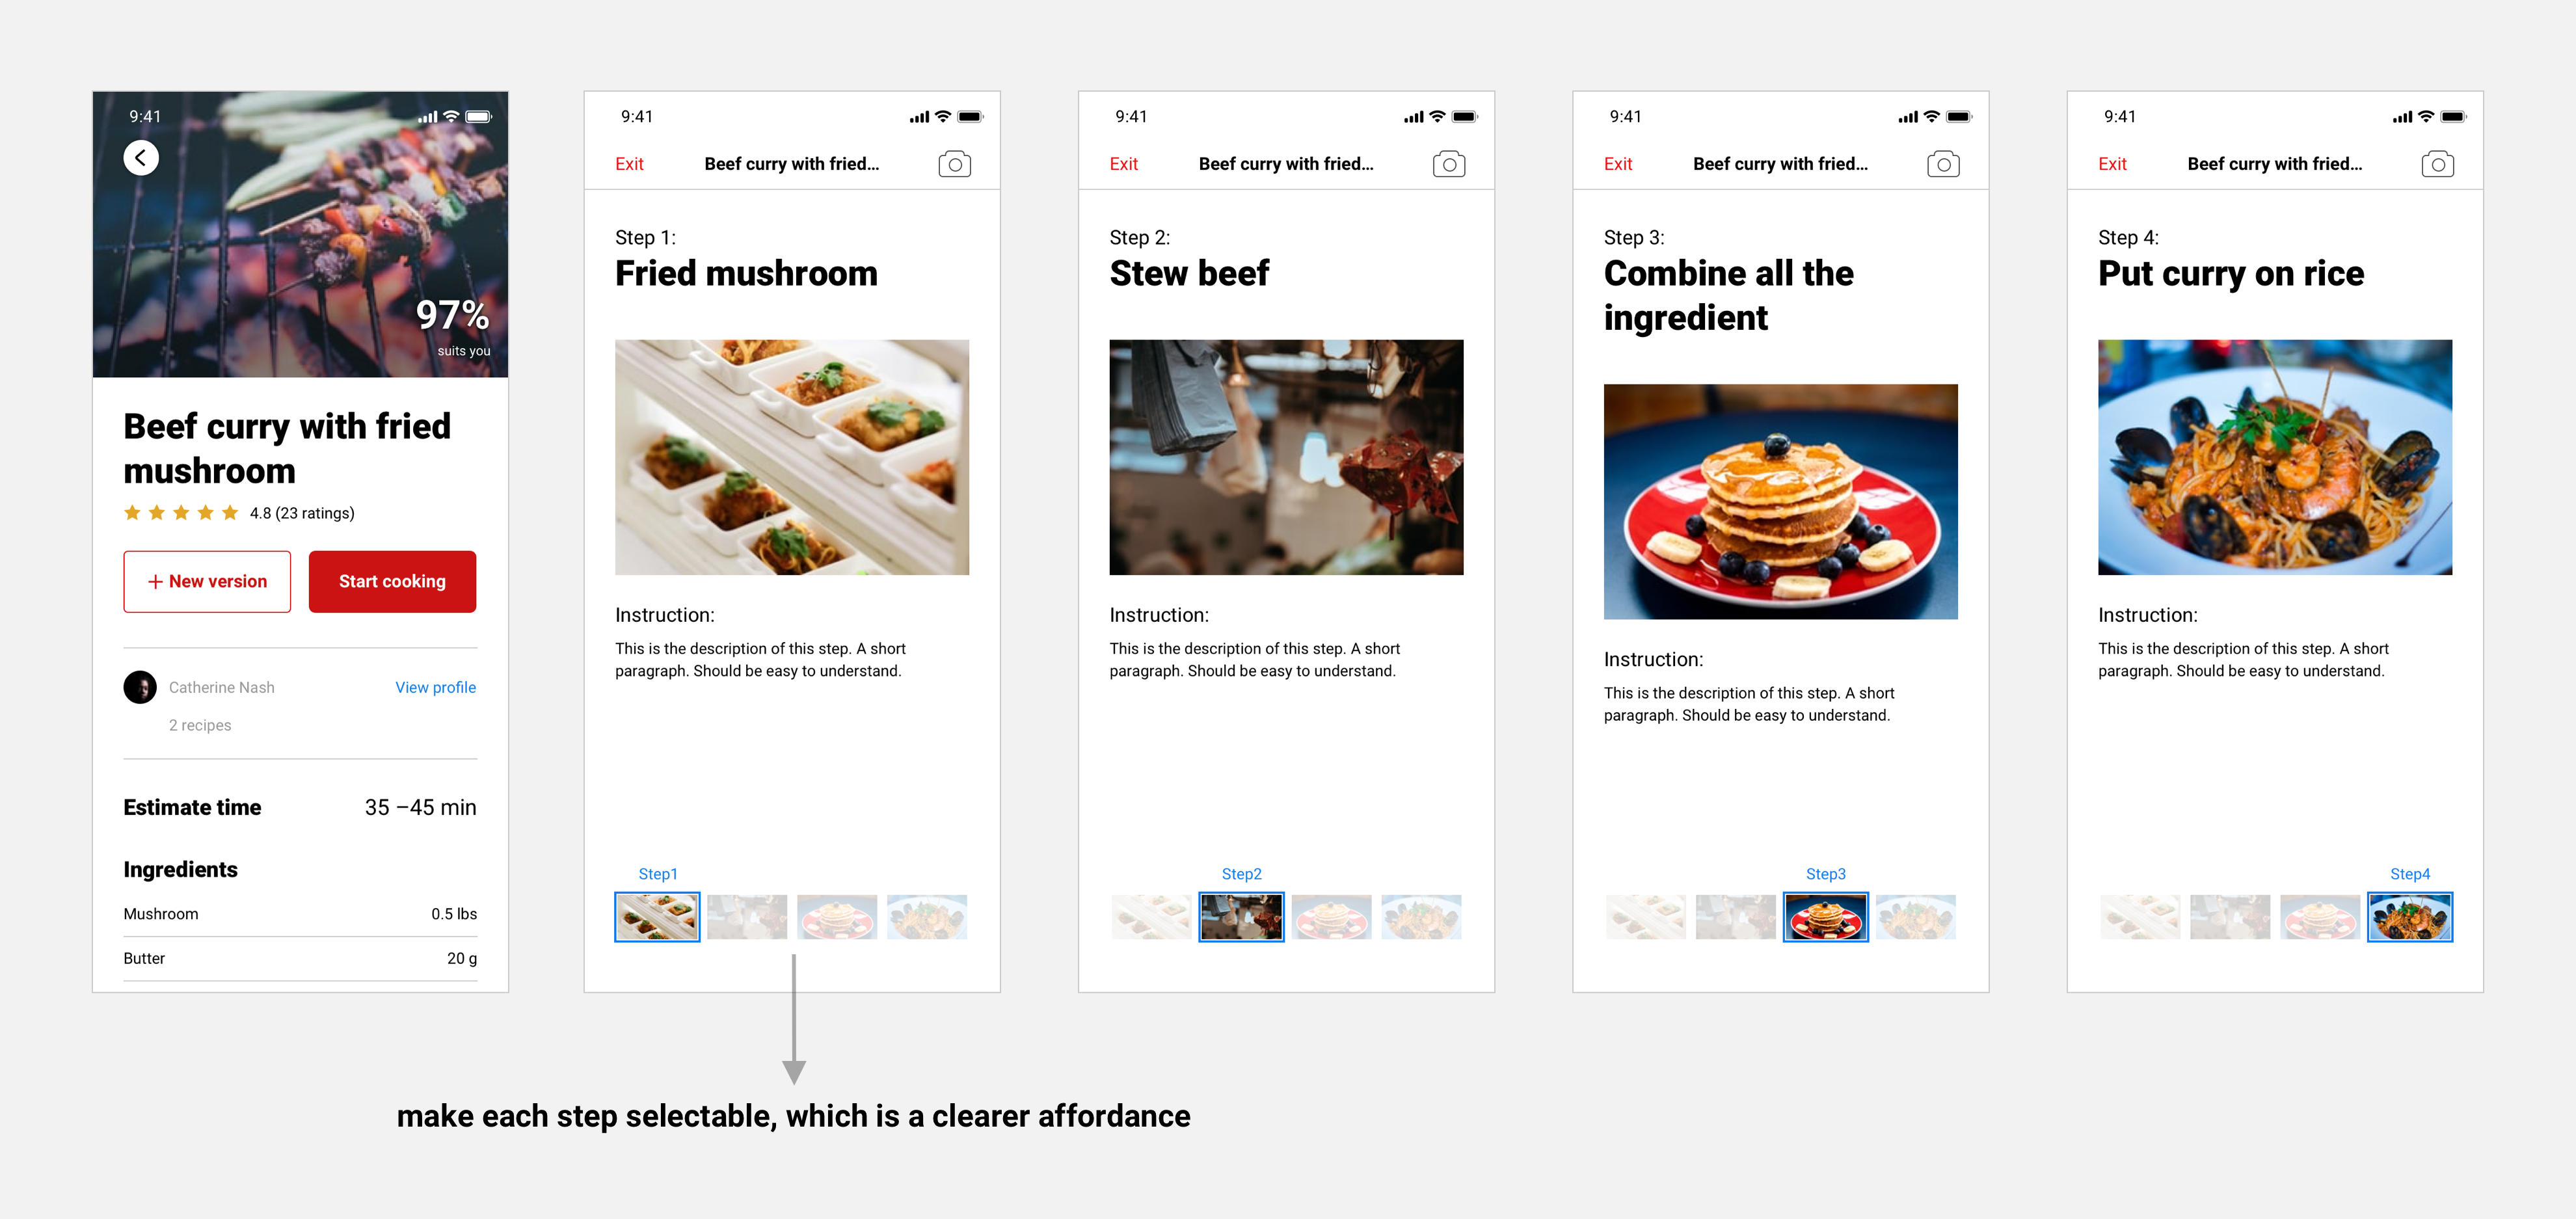 9:41
97%
suits you
Beef curry with fried
mushroom
4.8 (23 ratings)
+ New version
Start cooking
Catherine Nash
View profile
2 recipes
Estimate time
35 –45 min
Ingredients
Mushroom
0.5 lbs
Butter
20 g
9:41
Exit
Beef curry with fried...
Step 1:
Fried mushroom
Instruction:
This is the description of this step. A short
paragraph. Should be easy to understand.
Step1
9:41
Exit
Beef curry with fried...
Step 2:
Stew beef
Instruction:
This is the description of this step. A short
paragraph. Should be easy to understand.
Step2
9:41
Exit
Beef curry with fried...
Step 3:
Combine all the
ingredient
Instruction:
This is the description of this step. A short
paragraph. Should be easy to understand.
Step3
9:41
Exit
Beef curry with fried...
Step 4:
Put curry on rice
Instruction:
This is the description of this step. A short
paragraph. Should be easy to understand.
Step4
make each step selectable, which is a clearer affordance